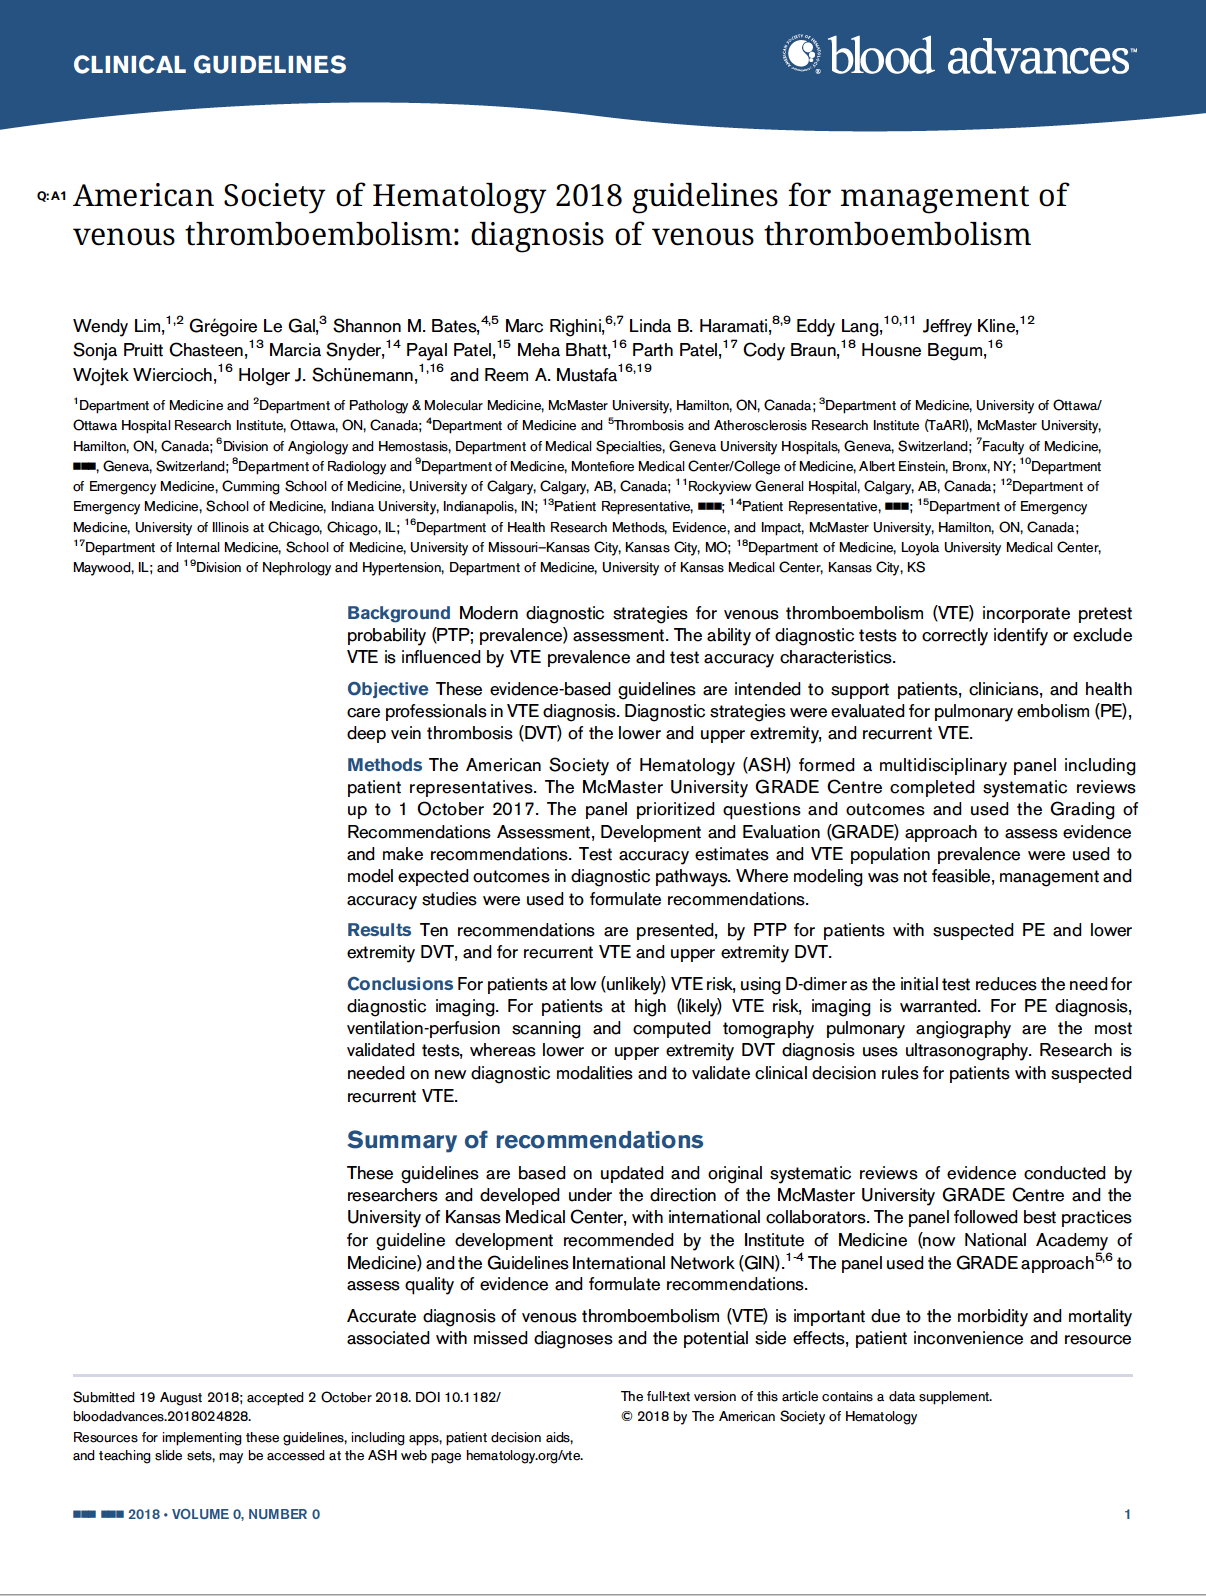 CLINICAL GUIDELINES
blood advances™
Q:A1 American Society of Hematology 2018 guidelines for management of
venous thromboembolism: diagnosis of venous thromboembolism
Wendy Lim,1,2 Grégoire Le Gal,3 Shannon M. Bates,4,5 Marc Righini,6,7 Linda B. Haramati,8,9 Eddy Lang,10,11 Jeffrey Kline,12
Sonja Pruitt Chasteen,13 Marcia Snyder,14 Payal Patel,15 Meha Bhatt,16 Parth Patel,17 Cody Braun,18 Housne Begum,16
Wojtek Wiercioch,16 Holger J. Schünemann,1,16 and Reem A. Mustafa16,19
1Department of Medicine and 2Department of Pathology & Molecular Medicine, McMaster University, Hamilton, ON, Canada; 3Department of Medicine, University of Ottawa/
Ottawa Hospital Research Institute, Ottawa, ON, Canada; 4Department of Medicine and 5Thrombosis and Atherosclerosis Research Institute (TaARI), McMaster University,
Hamilton, ON, Canada; 6Division of Angiology and Hemostasis, Department of Medical Specialties, Geneva University Hospitals, Geneva, Switzerland; 7Faculty of Medicine,
■■■, Geneva, Switzerland; 8Department of Radiology and 9Department of Medicine, Montefiore Medical Center/College of Medicine, Albert Einstein, Bronx, NY; 10Department
of Emergency Medicine, Cumming School of Medicine, University of Calgary, Calgary, AB, Canada; 11Rockyview General Hospital, Calgary, AB, Canada; 12Department of
Emergency Medicine, School of Medicine, Indiana University, Indianapolis, IN; 13Patient Representative, ■■■; 14Patient Representative, ■■■; 15Department of Emergency
Medicine, University of Illinois at Chicago, Chicago, IL; 16Department of Health Research Methods, Evidence, and Impact, McMaster University, Hamilton, ON, Canada;
17Department of Internal Medicine, School of Medicine, University of Missouri–Kansas City, Kansas City, MO; 18Department of Medicine, Loyola University Medical Center,
Maywood, IL; and 19Division of Nephrology and Hypertension, Department of Medicine, University of Kansas Medical Center, Kansas City, KS
Background Modern diagnostic strategies for venous thromboembolism (VTE) incorporate pretest
probability (PTP; prevalence) assessment. The ability of diagnostic tests to correctly identify or exclude
VTE is influenced by VTE prevalence and test accuracy characteristics.
Objective These evidence-based guidelines are intended to support patients, clinicians, and health
care professionals in VTE diagnosis. Diagnostic strategies were evaluated for pulmonary embolism (PE),
deep vein thrombosis (DVT) of the lower and upper extremity, and recurrent VTE.
Methods The American Society of Hematology (ASH) formed a multidisciplinary panel including
patient representatives. The McMaster University GRADE Centre completed systematic reviews
up to 1 October 2017. The panel prioritized questions and outcomes and used the Grading of
Recommendations Assessment, Development and Evaluation (GRADE) approach to assess evidence
and make recommendations. Test accuracy estimates and VTE population prevalence were used to
model expected outcomes in diagnostic pathways. Where modeling was not feasible, management and
accuracy studies were used to formulate recommendations.
Results Ten recommendations are presented, by PTP for patients with suspected PE and lower
extremity DVT, and for recurrent VTE and upper extremity DVT.
Conclusions For patients at low (unlikely) VTE risk, using D-dimer as the initial test reduces the need for
diagnostic imaging. For patients at high (likely) VTE risk, imaging is warranted. For PE diagnosis,
ventilation-perfusion scanning and computed tomography pulmonary angiography are the most
validated tests, whereas lower or upper extremity DVT diagnosis uses ultrasonography. Research is
needed on new diagnostic modalities and to validate clinical decision rules for patients with suspected
recurrent VTE.
Summary of recommendations
These guidelines are based on updated and original systematic reviews of evidence conducted by
researchers and developed under the direction of the McMaster University GRADE Centre and the
University of Kansas Medical Center, with international collaborators. The panel followed best practices
for guideline development recommended by the Institute of Medicine (now National Academy of
Medicine) and the Guidelines International Network (GIN).1-4 The panel used the GRADE approach5,6 to
assess quality of evidence and formulate recommendations.
Accurate diagnosis of venous thromboembolism (VTE) is important due to the morbidity and mortality
associated with missed diagnoses and the potential side effects, patient inconvenience and resource
Submitted 19 August 2018; accepted 2 October 2018. DOI 10.1182/
bloodadvances.2018024828.
Resources for implementing these guidelines, including apps, patient decision aids,
and teaching slide sets, may be accessed at the ASH web page hematology.org/vte.
The full-text version of this article contains a data supplement.
© 2018 by The American Society of Hematology
■■■ ■■■ 2018 • VOLUME 0, NUMBER 0
1